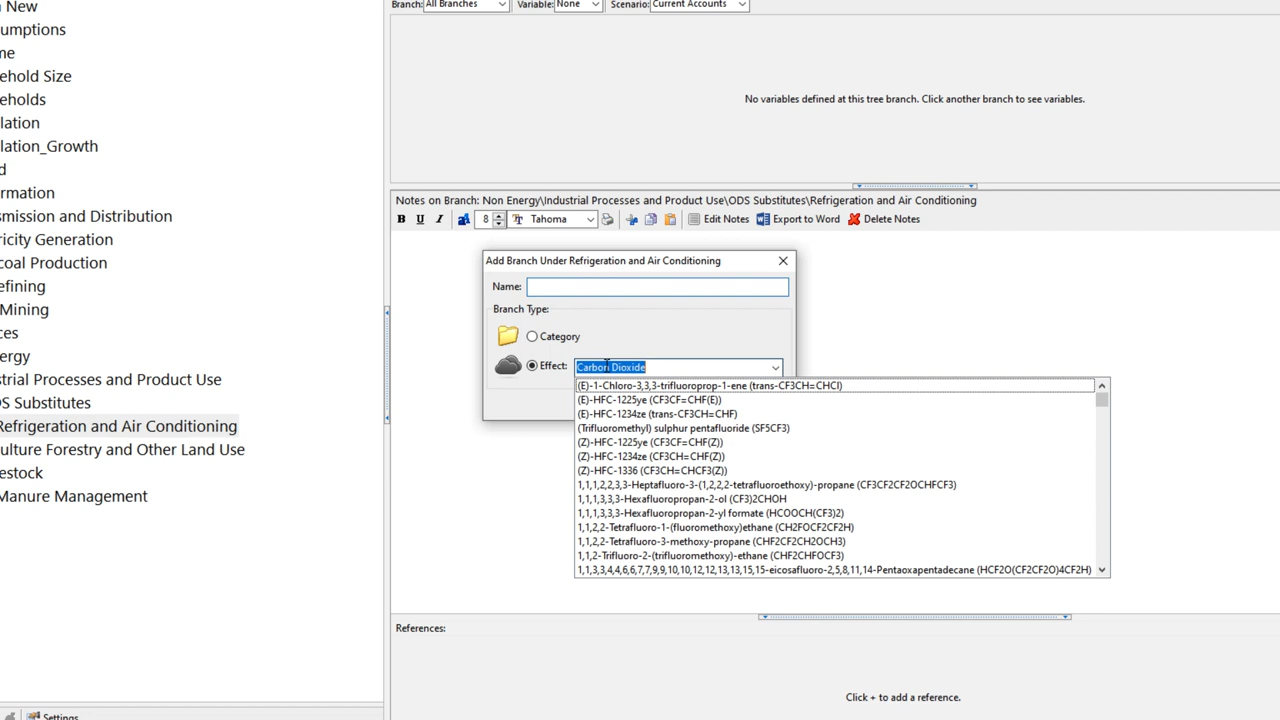 n New
umptions
me
ehold Size
eholds
lation
lation_Growth
d
rmation
smission and Distribution
ricity Generation
coal Production
efining
Mining
ces
ergy
strial Processes and Product Use
DS Substitutes
Refrigeration and Air Conditioning
ulture Forestry and Other Land Use
estock
Manure Management
Settings
Branch: All Branches Variable: None Scenario: Current Accounts
No variables defined at this tree branch. Click another branch to see variables.
Notes on Branch: Non Energy\Industrial Processes and Product Use\ODS Substitutes\Refrigeration and Air Conditioning
B U I 8 Tahoma Edit Notes Export to Word Delete Notes
Add Branch Under Refrigeration and Air Conditioning
Name:
Branch Type:
Category
Effect: Carbon Dioxide
(E)-1-Chloro-3,3,3-trifluoroprop-1-ene (trans-CF3CH=CHCl)
(E)-HFC-1225ye (CF3CF=CHF(E))
(E)-HFC-1234ze (trans-CF3CH=CHF)
(Trifluoromethyl) sulphur pentafluoride (SF5CF3)
(Z)-HFC-1225ye (CF3CF=CHF(Z))
(Z)-HFC-1234ze (CF3CH=CHF(Z))
(Z)-HFC-1336 (CF3CH=CHCF3(Z))
1,1,1,2,2,3,3-Heptafluoro-3-(1,2,2,2-tetrafluoroethoxy)-propane (CF3CF2CF2OCHFCF3)
1,1,1,3,3,3-Hexafluoropropan-2-ol (CF3)2CHOH
1,1,1,3,3,3-Hexafluoropropan-2-yl formate (HCOOCH(CF3)2)
1,1,2,2-Tetrafluoro-1-(fluoromethoxy)ethane (CH2FOCF2CF2H)
1,1,2,2-Tetrafluoro-3-methoxy-propane (CHF2CF2CH2OCH3)
1,1,2-Trifluoro-2-(trifluoromethoxy)-ethane (CHF2CHFOCF3)
1,1,3,3,4,4,6,6,7,7,9,9,10,10,12,12,13,13,15,15-eicosafluoro-2,5,8,11,14-Pentaoxapentadecane (HCF2O(CF2CF2O)4CF2H)
References:
Click + to add a reference.